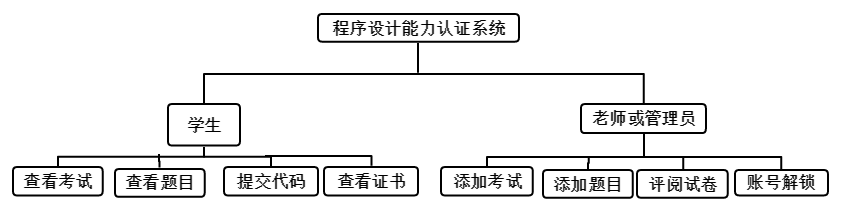 程序设计能力认证系统
学生
老师或管理员
查看考试
查看题目
提交代码
查看证书
添加考试
添加题目
评阅试卷
账号解锁